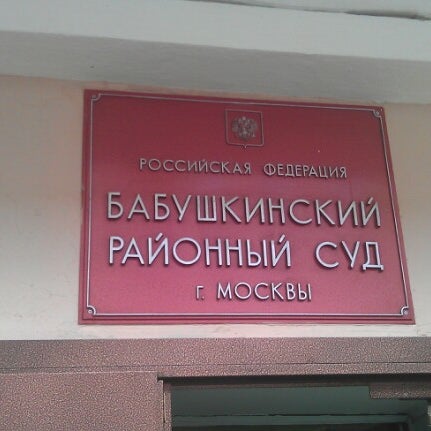 РОССИЙСКАЯ ФЕДЕРАЦИЯ
БАБУШКИНСКИЙ
РАЙОННЫЙ СУД
Г. МОСКВЫ